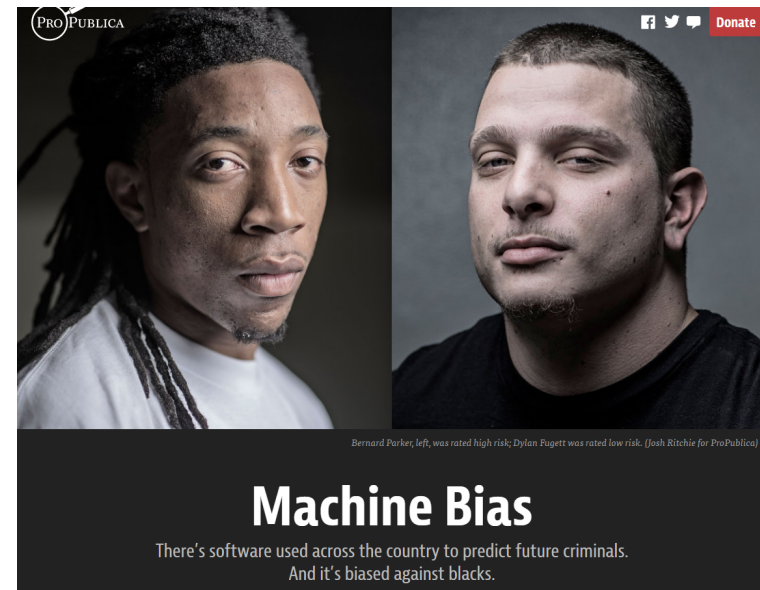 PROPUBLICA
Donate
Bernard Parker, left, was rated high risk; Dylan Fugett was rated low risk. (Josh Ritchie for ProPublica)
Machine Bias
There’s software used across the country to predict future criminals.
And it’s biased against blacks.